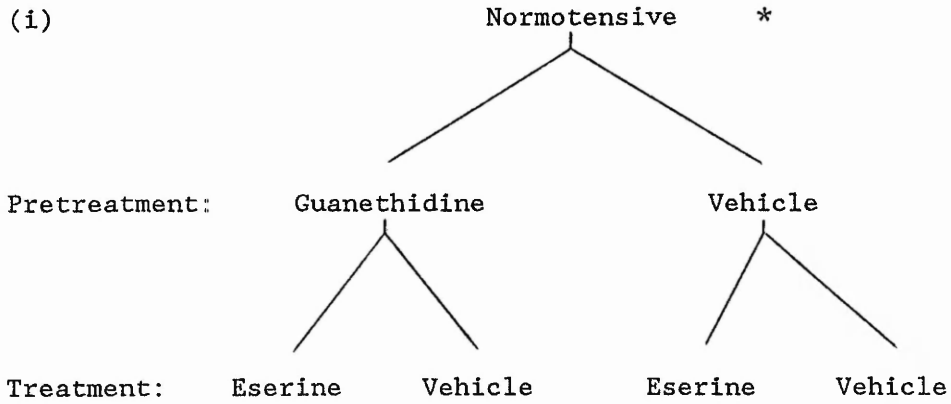 (i) Normotensive *
Pretreatment: Guanethidine Vehicle
Treatment: Eserine Vehicle Eserine Vehicle